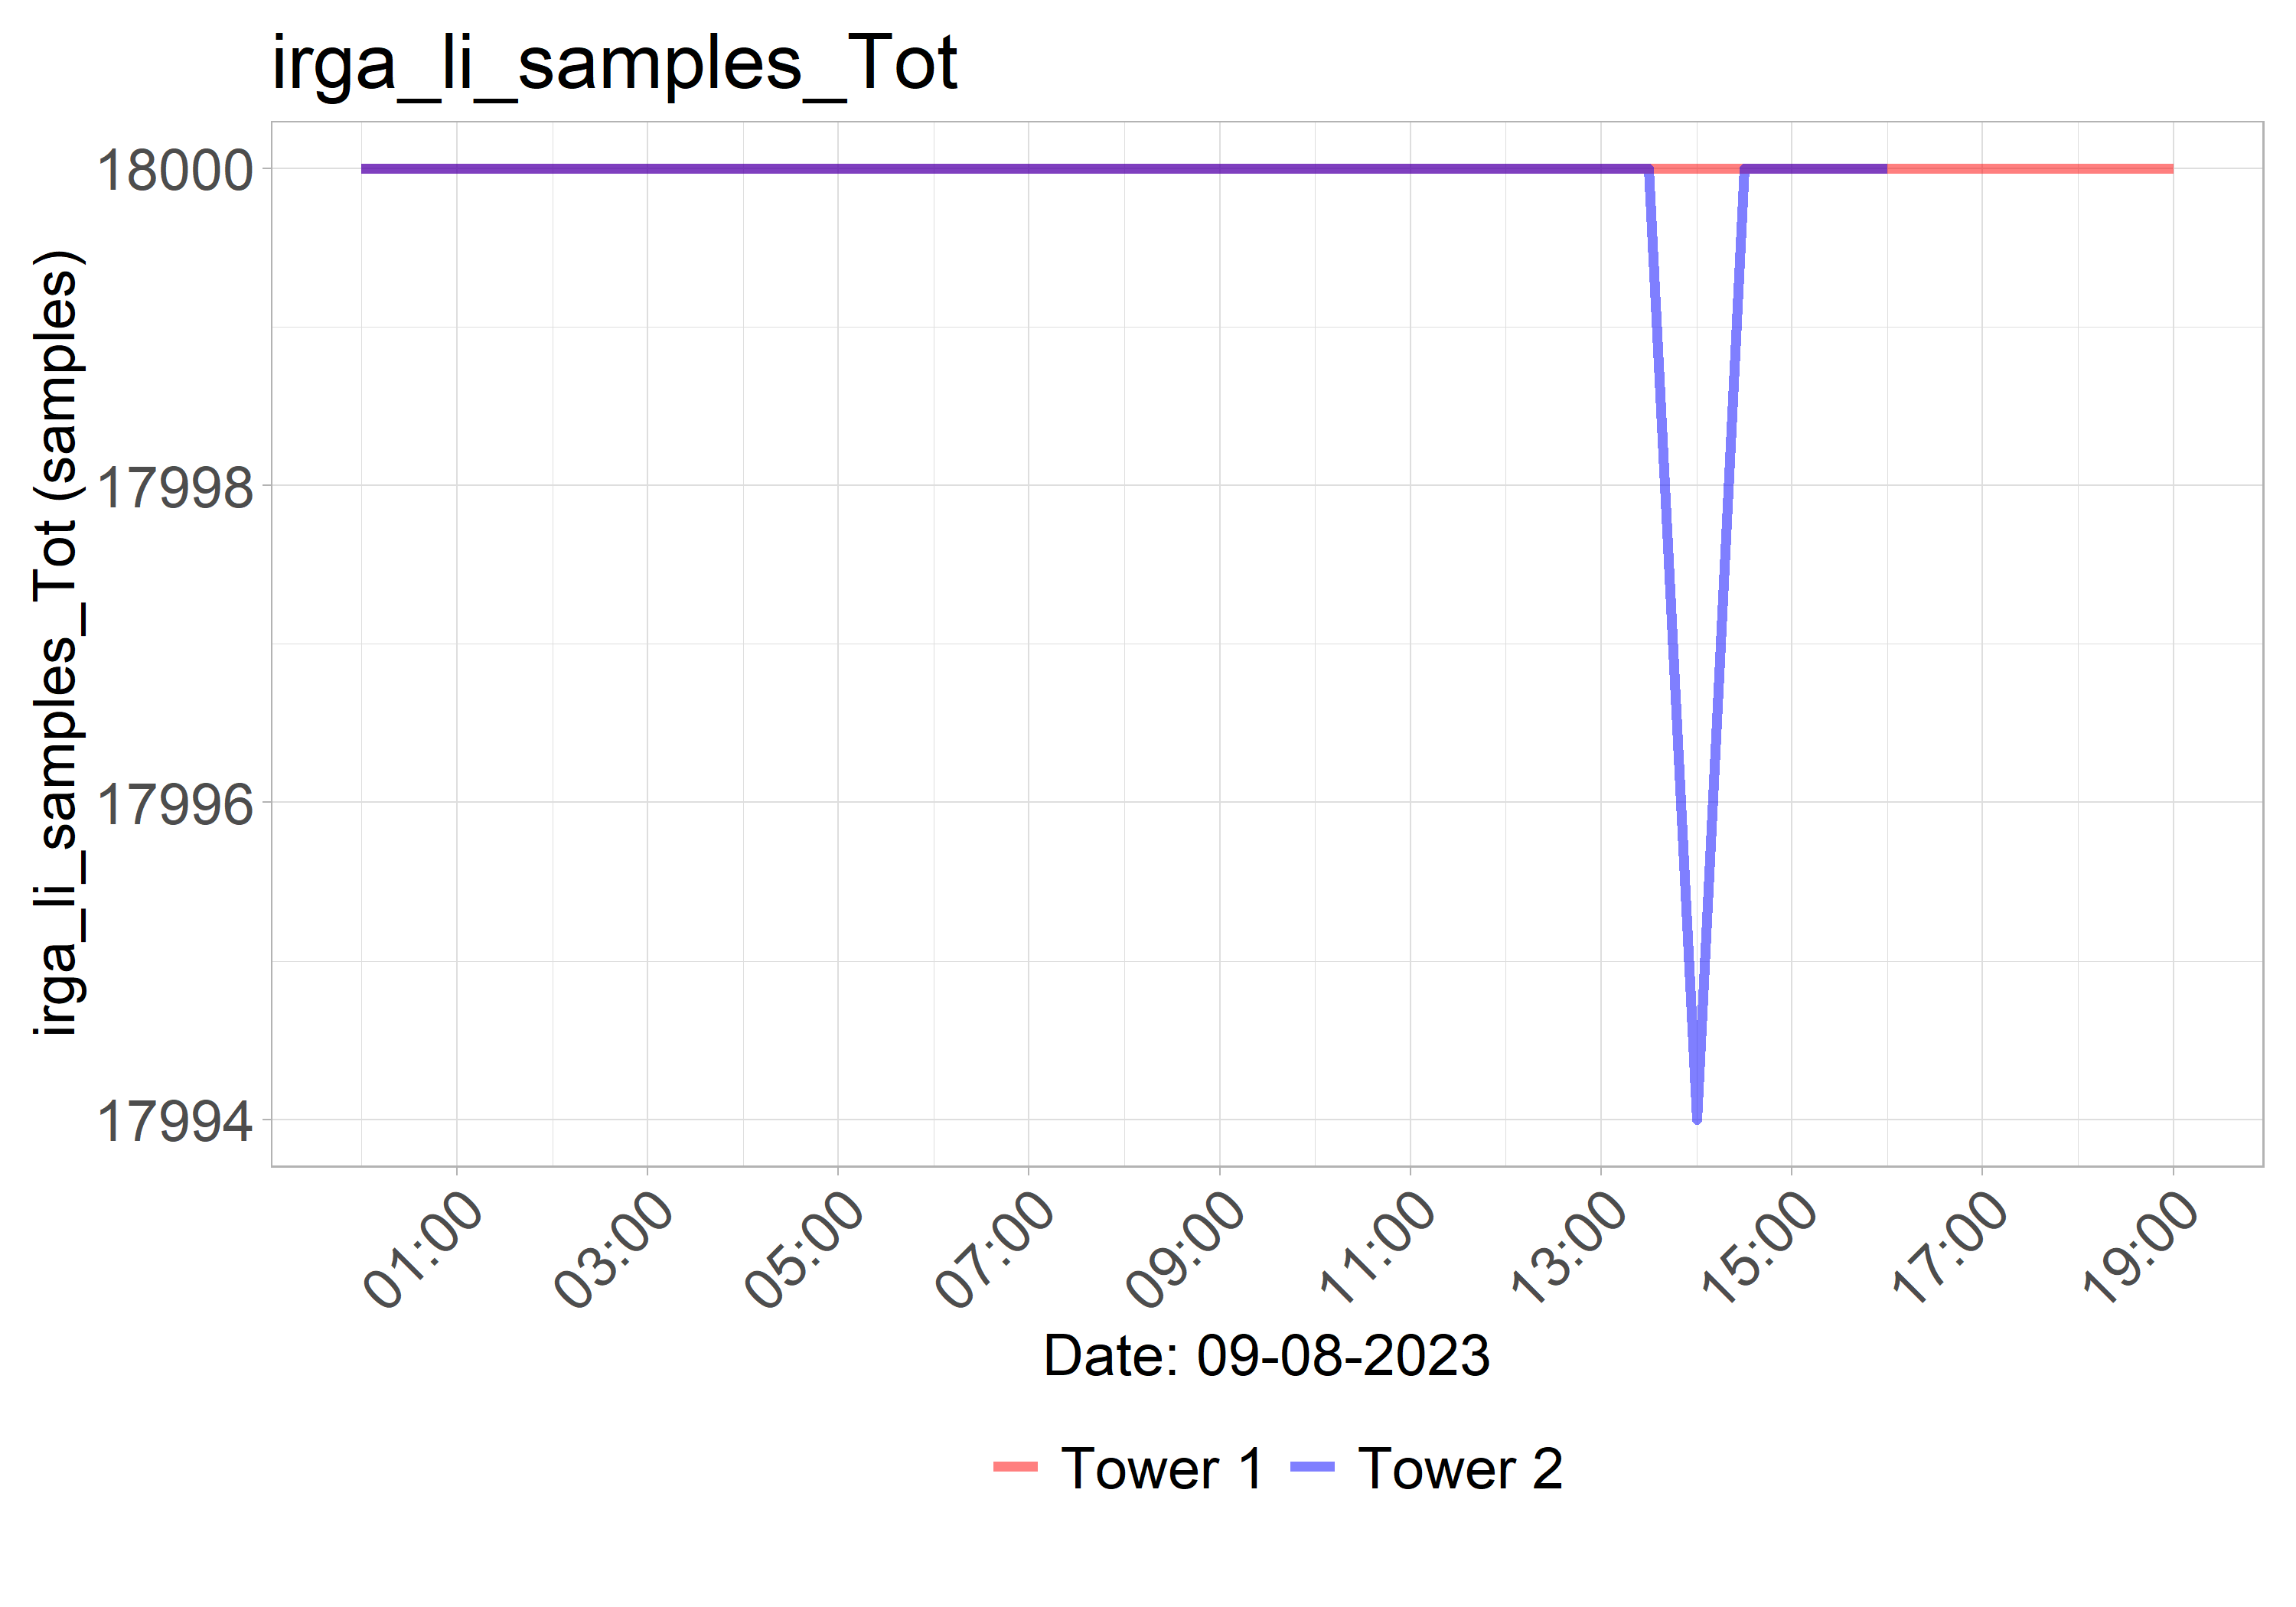 irga_li_samples_Tot
irga_li_samples_Tot (samples)
18000
17998
17996
17994
01:00
03:00
05:00
07:00
09:00
11:00
13:00
15:00
17:00
19:00
Date: 09-08-2023
Tower 1
Tower 2